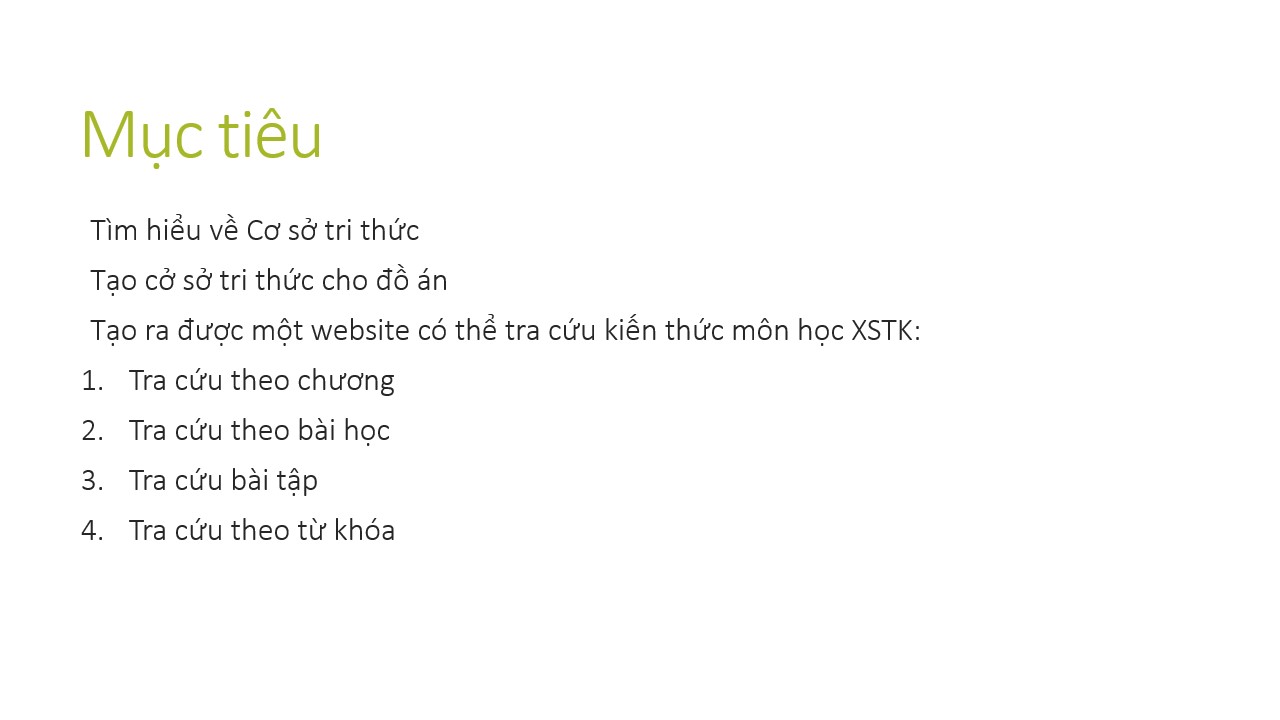 Mục tiêu
Tìm hiểu về Cơ sở tri thức
Tạo cở sở tri thức cho đồ án
Tạo ra được một website có thể tra cứu kiến thức môn học XSTK:
1. Tra cứu theo chương
2. Tra cứu theo bài học
3. Tra cứu bài tập
4. Tra cứu theo từ khóa